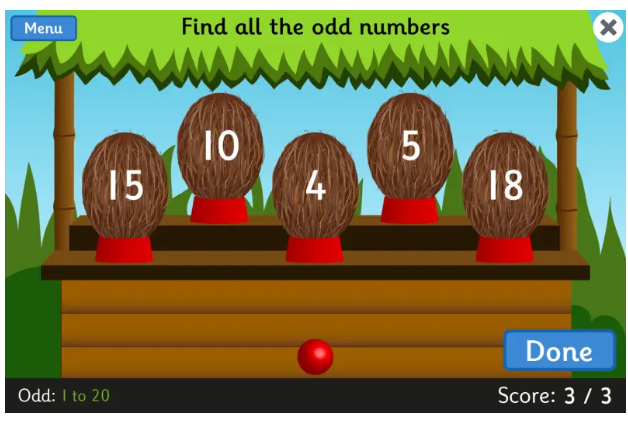 Menu
Find all the odd numbers
10
5
15
4
18
Done
Odd: 1 to 20
Score: 3 / 3